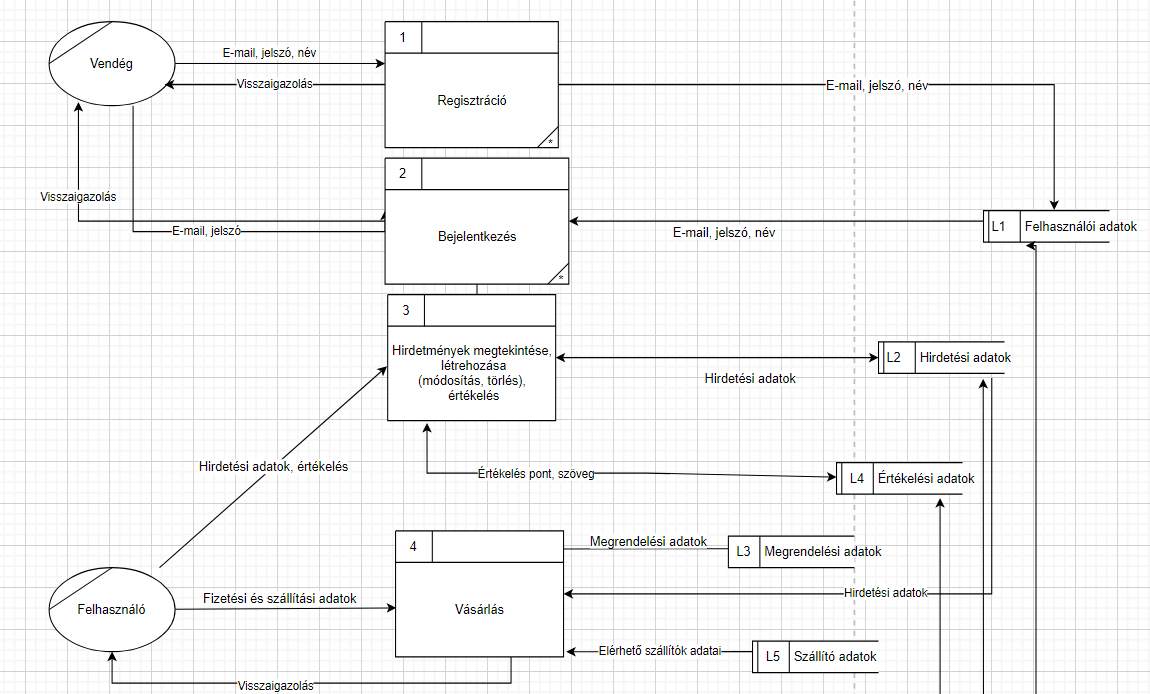 1
E-mail, jelszó, név
Vendég
Visszaigazolás
E-mail, jelszó, név
Regisztráció
*
2
Visszaigazolás
E-mail, jelszó
Bejelentkezés
E-mail, jelszó, név
L1
Felhasználói adatok
*
3
Hirdetmények megtekintése,
létrehozása
(módosítás, törlés),
értékelés
L2
Hirdetési adatok
Hirdetési adatok
Hirdetési adatok, értékelés
Értékelés pont, szöveg
L4
Értékelési adatok
4
Megrendelési adatok
L3
Megrendelési adatok
Hirdetési adatok
Fizetési és szállítási adatok
Felhasználó
Vásárlás
Elérhető szállítók adatai
L5
Szállító adatok
Visszaigazolás